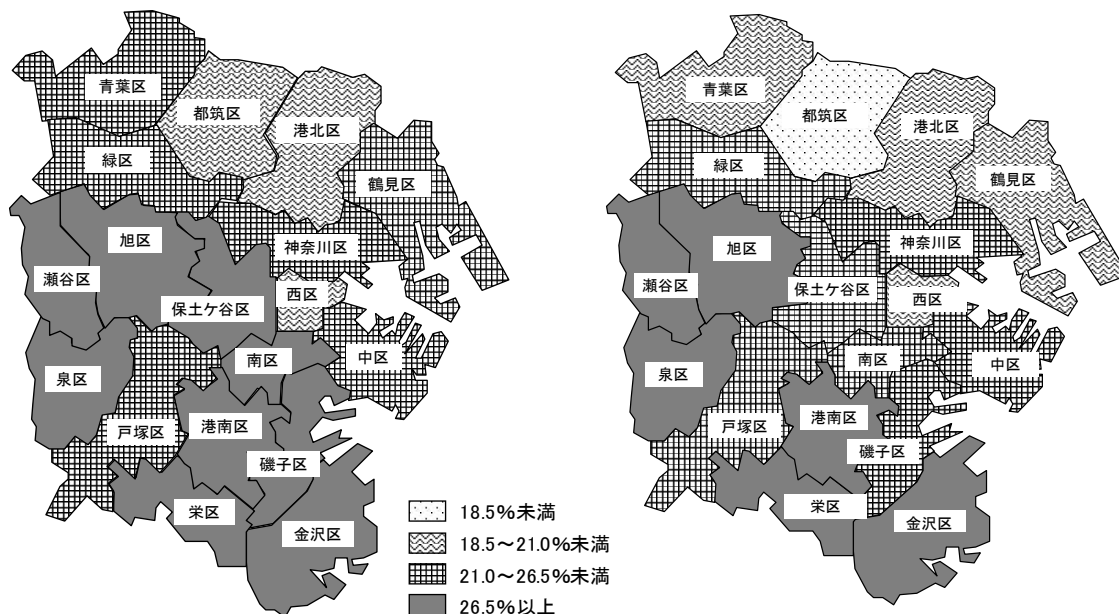 青葉区
都筑区
港北区
緑区
鶴見区
旭区
神奈川区
瀬谷区
保土ケ谷区
西区
泉区
南区
中区
戸塚区
港南区
磯子区
栄区
金沢区
青葉区
都筑区
港北区
緑区
鶴見区
旭区
神奈川区
瀬谷区
保土ケ谷区
西区
泉区
南区
中区
戸塚区
港南区
磯子区
栄区
金沢区
18.5%未満
18.5~21.0%未満
21.0~26.5%未満
26.5%以上